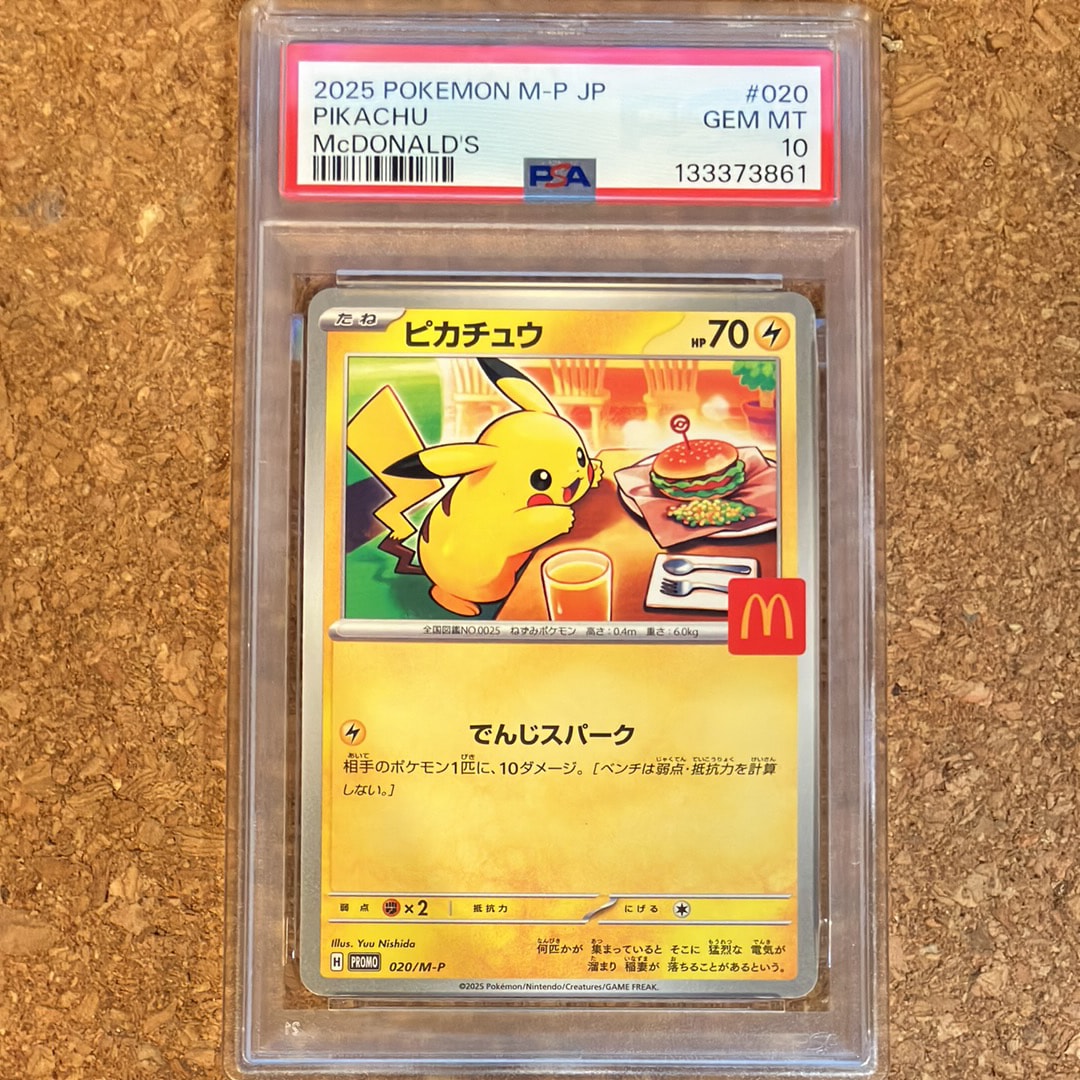 2025 POKEMON M-P JP #020
PIKACHU GEM MT
McDONALD'S 10
PSA 133373861
たね ピカチュウ HP70
全国図鑑NO.0025 ねずみポケモン 高さ:0.4m 重さ:6.0kg
でんじスパーク
相手のポケモン1匹に、10ダメージ。[ベンチは弱点・抵抗力を計算
しない。]
弱点 ×2 抵抗力 にげる
Illus. Yuu Nishida
何匹かが 集まっていると そこに 猛烈な 電気が
溜まり 稲妻が 落ちることがあるという。
H PROMO 020/M-P
©2025 Pokémon/Nintendo/Creatures/GAME FREAK.